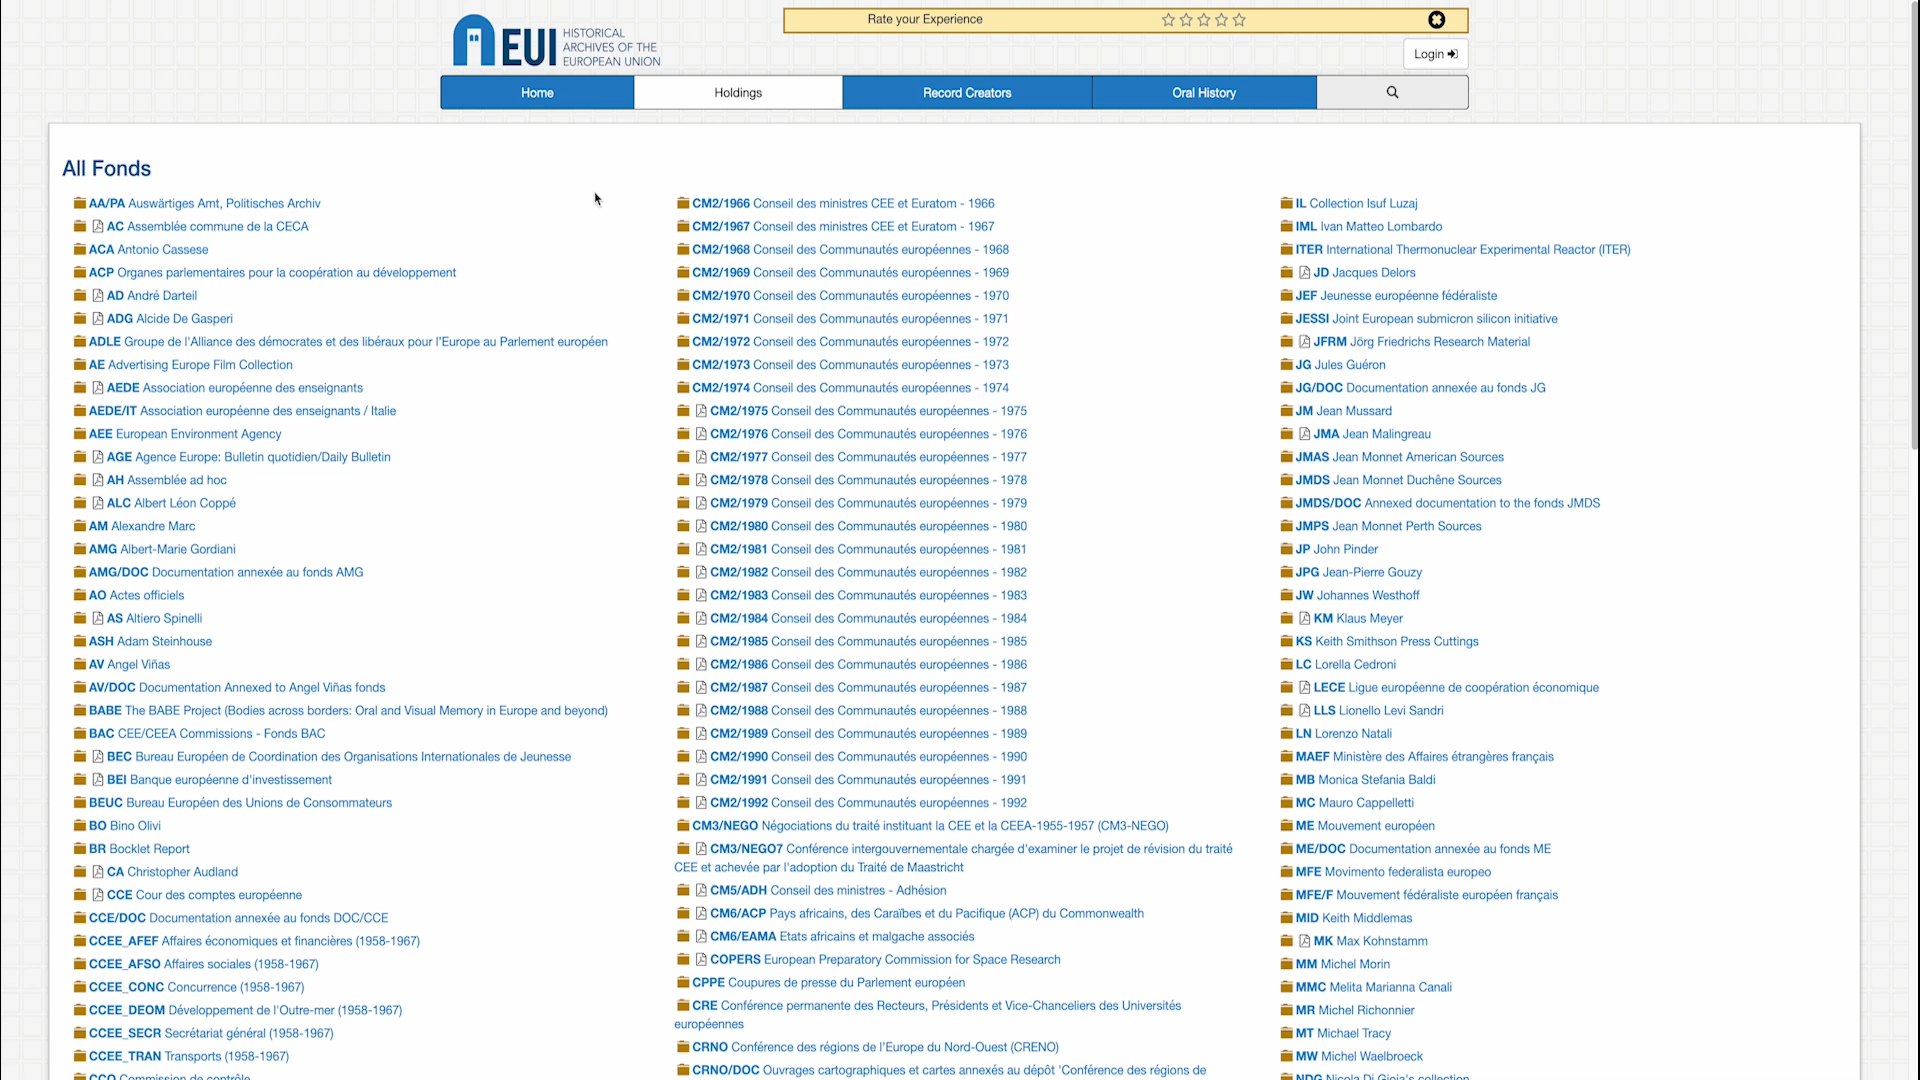 EUI
HISTORICAL
ARCHIVES OF THE
EUROPEAN UNION
Rate your Experience
Login
Home
Holdings
Record Creators
Oral History
All Fonds
AA/PA Auswärtiges Amt, Politisches Archiv
AC Assemblée commune de la CECA
ACA Antonio Cassese
ACP Organes parlementaires pour la coopération au développement
AD André Darteil
ADG Alcide De Gasperi
ADLE Groupe de l'Alliance des démocrates et des libéraux pour l'Europe au Parlement européen
AE Advertising Europe Film Collection
AEDE Association européenne des enseignants
AEDE/IT Association européenne des enseignants / Italie
AEE European Environment Agency
AGE Agence Europe: Bulletin quotidien/Daily Bulletin
AH Assemblée ad hoc
ALC Albert Léon Coppé
AM Alexandre Marc
AMG Albert-Marie Gordiani
AMG/DOC Documentation annexée au fonds AMG
AO Actes officiels
AS Altiero Spinelli
ASH Adam Steinhouse
AV Angel Viñas
AV/DOC Documentation Annexed to Angel Viñas fonds
BABE The BABE Project (Bodies across borders: Oral and Visual Memory in Europe and beyond)
BAC CEE/CEEA Commissions - Fonds BAC
BEC Bureau Européen de Coordination des Organisations Internationales de Jeunesse
BEI Banque européenne d'investissement
BEUC Bureau Européen des Unions de Consommateurs
BO Bino Olivi
BR Bocklet Report
CA Christopher Audland
CCE Cour des comptes européenne
CCE/DOC Documentation annexée au fonds DOC/CCE
CCEE_AFEF Affaires économiques et financières (1958-1967)
CCEE_AFSO Affaires sociales (1958-1967)
CCEE_CONC Concurrence (1958-1967)
CCEE_DEOM Développement de l'Outre-mer (1958-1967)
CCEE_SECR Secrétariat général (1958-1967)
CCEE_TRAN Transports (1958-1967)
CCO Commission de contrôle
CM2/1966 Conseil des ministres CEE et Euratom - 1966
CM2/1967 Conseil des ministres CEE et Euratom - 1967
CM2/1968 Conseil des Communautés européennes - 1968
CM2/1969 Conseil des Communautés européennes - 1969
CM2/1970 Conseil des Communautés européennes - 1970
CM2/1971 Conseil des Communautés européennes - 1971
CM2/1972 Conseil des Communautés européennes - 1972
CM2/1973 Conseil des Communautés européennes - 1973
CM2/1974 Conseil des Communautés européennes - 1974
CM2/1975 Conseil des Communautés européennes - 1975
CM2/1976 Conseil des Communautés européennes - 1976
CM2/1977 Conseil des Communautés européennes - 1977
CM2/1978 Conseil des Communautés européennes - 1978
CM2/1979 Conseil des Communautés européennes - 1979
CM2/1980 Conseil des Communautés européennes - 1980
CM2/1981 Conseil des Communautés européennes - 1981
CM2/1982 Conseil des Communautés européennes - 1982
CM2/1983 Conseil des Communautés européennes - 1983
CM2/1984 Conseil des Communautés européennes - 1984
CM2/1985 Conseil des Communautés européennes - 1985
CM2/1986 Conseil des Communautés européennes - 1986
CM2/1987 Conseil des Communautés européennes - 1987
CM2/1988 Conseil des Communautés européennes - 1988
CM2/1989 Conseil des Communautés européennes - 1989
CM2/1990 Conseil des Communautés européennes - 1990
CM2/1991 Conseil des Communautés européennes - 1991
CM2/1992 Conseil des Communautés européennes - 1992
CM3/NEGO Négociations du traité instituant la CEE et la CEEA-1955-1957 (CM3-NEGO)
CM3/NEGO7 Conférence intergouvernementale chargée d'examiner le projet de révision du traité
CEE et achevée par l'adoption du Traité de Maastricht
CM5/ADH Conseil des ministres - Adhésion
CM6/ACP Pays africains, des Caraïbes et du Pacifique (ACP) du Commonwealth
CM6/EAMA Etats africains et malgache associés
COPERS European Preparatory Commission for Space Research
CPPE Coupures de presse du Parlement européen
CRE Conférence permanente des Recteurs, Présidents et Vice-Chanceliers des Universités
européennes
CRNO Conférence des régions de l'Europe du Nord-Ouest (CRENO)
CRNO/DOC Ouvrages cartographiques et cartes annexés au dépôt 'Conférence des régions de
IL Collection Isuf Luzaj
IML Ivan Matteo Lombardo
ITER International Thermonuclear Experimental Reactor (ITER)
JD Jacques Delors
JEF Jeunesse européenne fédéraliste
JESSI Joint European submicron silicon initiative
JFRM Jörg Friedrichs Research Material
JG Jules Guéron
JG/DOC Documentation annexée au fonds JG
JM Jean Mussard
JMA Jean Malingreau
JMAS Jean Monnet American Sources
JMDS Jean Monnet Duchêne Sources
JMDS/DOC Annexed documentation to the fonds JMDS
JMPS Jean Monnet Perth Sources
JP John Pinder
JPG Jean-Pierre Gouzy
JW Johannes Westhoff
KM Klaus Meyer
KS Keith Smithson Press Cuttings
LC Lorella Cedroni
LECE Ligue européenne de coopération économique
LLS Lionello Levi Sandri
LN Lorenzo Natali
MAEF Ministère des Affaires étrangères français
MB Monica Stefania Baldi
MC Mauro Cappelletti
ME Mouvement européen
ME/DOC Documentation annexée au fonds ME
MFE Movimento federalista europeo
MFE/F Mouvement fédéraliste européen français
MID Keith Middlemas
MK Max Kohnstamm
MM Michel Morin
MMC Melita Marianna Canali
MR Michel Richonnier
MT Michael Tracy
MW Michel Waelbroeck
NDG Nicola Di Gioia's collection